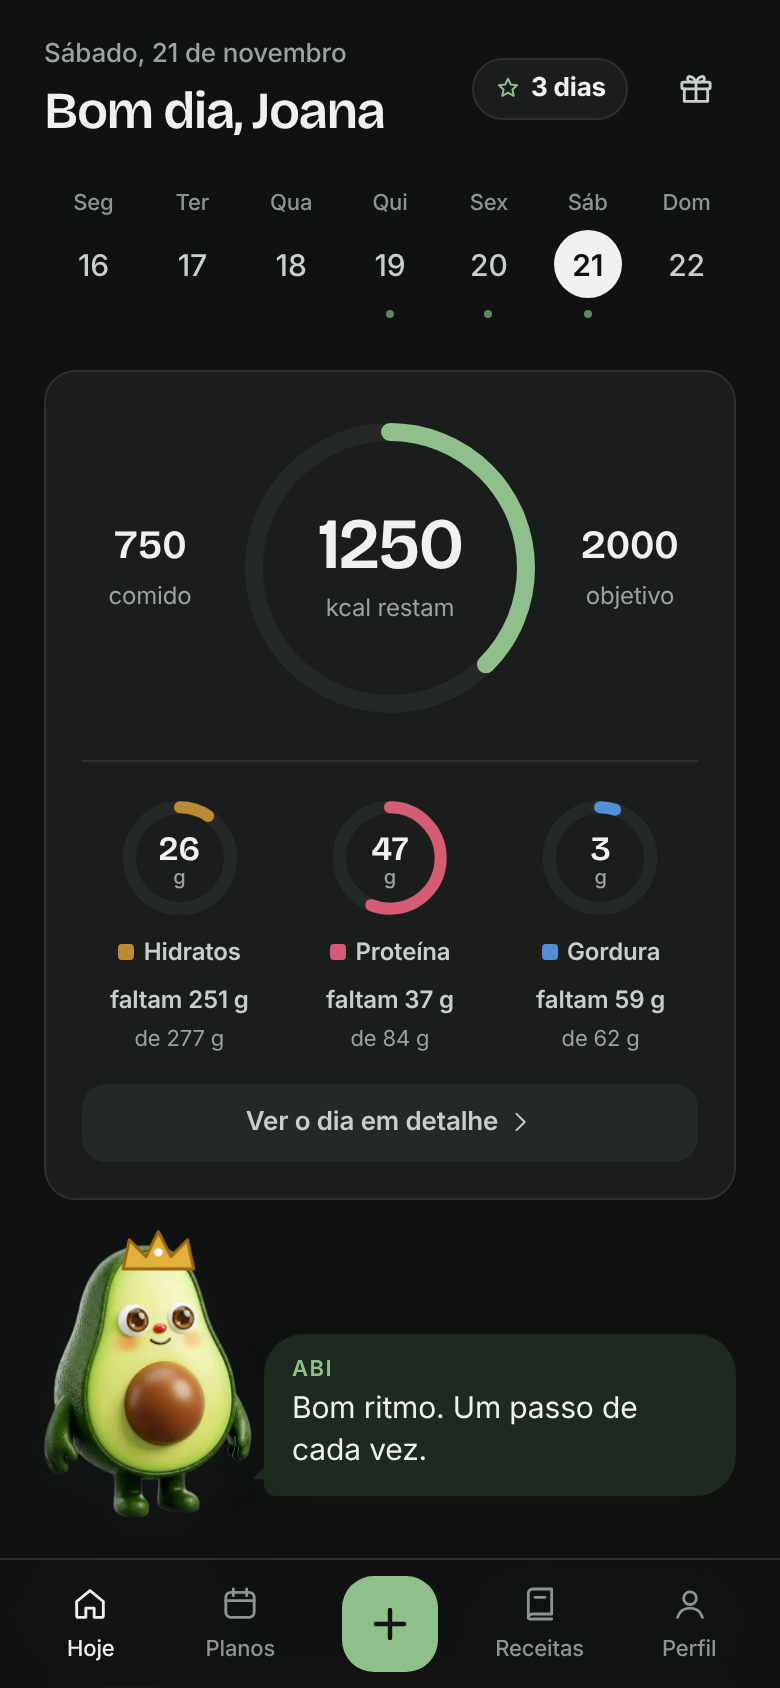 Sábado, 21 de novembro
Bom dia, Joana
3 dias
Seg Ter Qua Qui Sex Sáb Dom
16 17 18 19 20 21 22
750
comido
1250
kcal restam
2000
objetivo
26
g
Hidratos
faltam 251 g
de 277 g
47
g
Proteína
faltam 37 g
de 84 g
3
g
Gordura
faltam 59 g
de 62 g
Ver o dia em detalhe
ABI
Bom ritmo. Um passo de
cada vez.
Hoje Planos Receitas Perfil